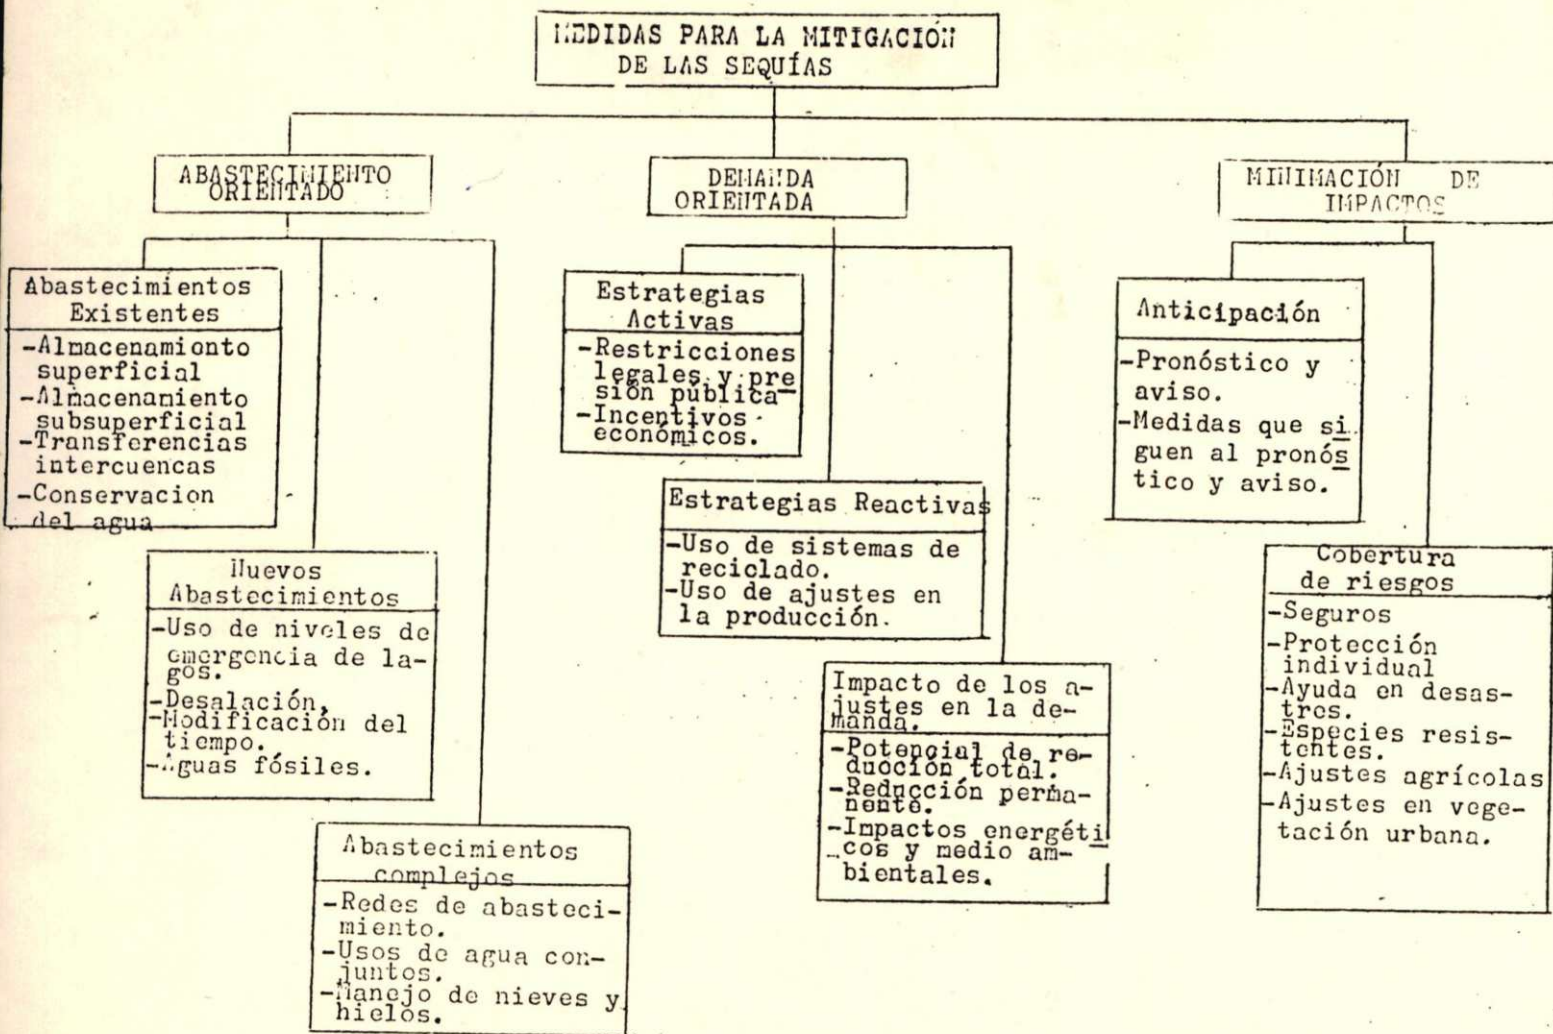 MEDIDAS PARA LA MITIGACIÓN
DE LAS SEQUÍAS
ABASTECIMIENTO
ORIENTADO
DEMANDA
ORIENTADA
MINIMACIÓN DE
IMPACTOS
Abastecimientos
Existentes
-Almacenamiento
superficial
-Almacenamiento
subsuperficial
-Transferencias
intercuencas
-Conservacion
del agua
Nuevos
Abastecimientos
-Uso de niveles de
emergencia de la-
gos.
-Desalación,
-Modificación del
tiempo.
-Aguas fósiles.
Abastecimientos
complejos
-Redes de abasteci-
miento.
-Usos de agua con-
juntos.
-Manejo de nieves y
hielos.
Estrategias
Activas
-Restricciones
legales y pre
sión pública
-Incentivos
económicos.
Estrategias Reactivas
-Uso de sistemas de
reciclado.
-Uso de ajustes en
la producción.
Impacto de los a-
justes en la de-
manda.
-Potencial de re-
ducción total.
-Reducción perma-
nente.
-Impactos energéti
cos y medio am-
bientales.
Anticipación
-Pronóstico y
aviso.
-Medidas que si
guen al pronós
tico y aviso.
Cobertura
de riesgos
-Seguros
-Protección
individual
-Ayuda en desas-
tres.
-Especies resis-
tentes.
-Ajustes agrícolas
-Ajustes en vege-
tación urbana.